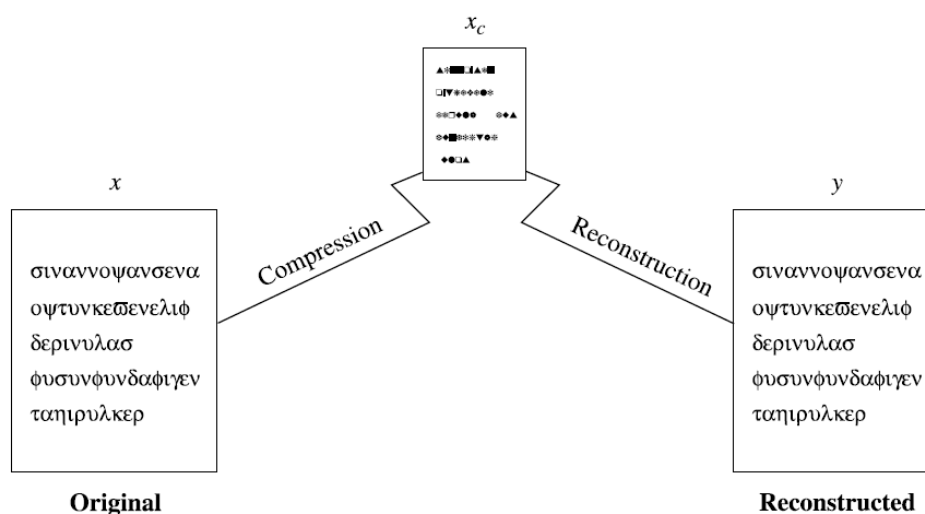 x_c
x
σιναννοψανσενα
οψτυνκεϖενελιϕ
δερινυλασ
ϕυσυνϕυνδαϕιγεν
ταηιρυλκερ
Original
Compression
Reconstruction
y
σιναννοψανσενα
οψτυνκεϖενελιϕ
δερινυλασ
ϕυσυνϕυνδαϕιγεν
ταηιρυλκερ
Reconstructed